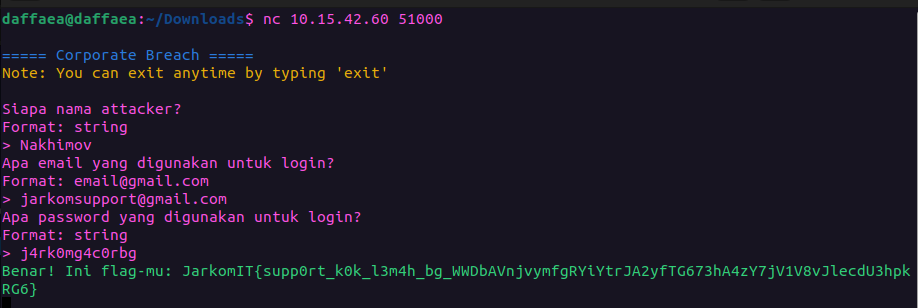 daffaea@daffaea:~/Downloads$ nc 10.15.42.60 51000
===== Corporate Breach =====
Note: You can exit anytime by typing 'exit'
Siapa nama attacker?
Format: string
> Nakhimov
Apa email yang digunakan untuk login?
Format: email@gmail.com
> jarkomsupport@gmail.com
Apa password yang digunakan untuk login?
Format: string
> j4rk0mg4c0rbg
Benar! Ini flag-mu: JarkomIT{supp0rt_k0k_l3m4h_bg_WWDbAVnjvymfgRYiYtrJA2yfTG673hA4zY7jV1V8vJlecdU3hpk
RG6}